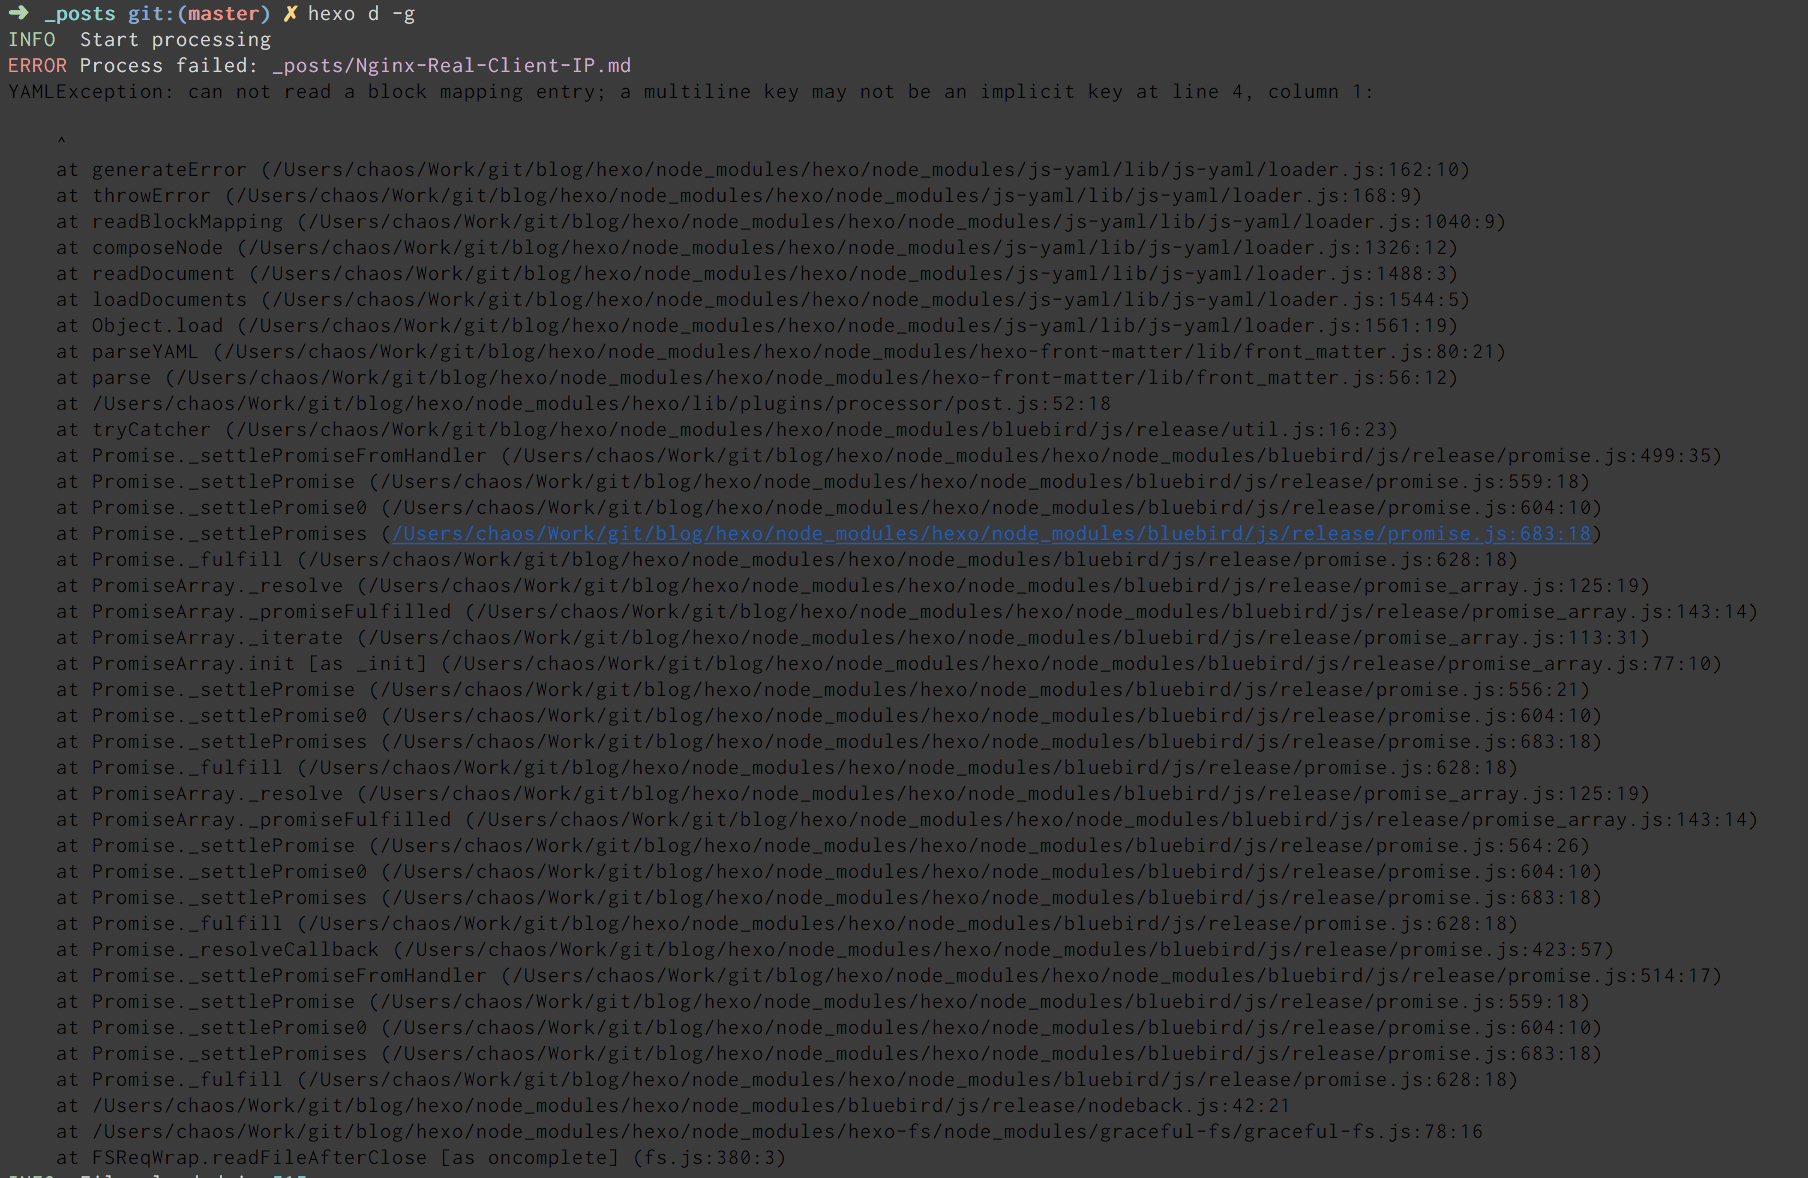 ➜ _posts git:(master) ✗ hexo d -g
INFO  Start processing
ERROR Process failed: _posts/Nginx-Real-Client-IP.md
YAMLException: can not read a block mapping entry; a multiline key may not be an implicit key at line 4, column 1:
^
at generateError (/Users/chaos/Work/git/blog/hexo/node_modules/hexo/node_modules/js-yaml/lib/js-yaml/loader.js:162:10)
at throwError (/Users/chaos/Work/git/blog/hexo/node_modules/hexo/node_modules/js-yaml/lib/js-yaml/loader.js:168:9)
at readBlockMapping (/Users/chaos/Work/git/blog/hexo/node_modules/hexo/node_modules/js-yaml/lib/js-yaml/loader.js:1040:9)
at composeNode (/Users/chaos/Work/git/blog/hexo/node_modules/hexo/node_modules/js-yaml/lib/js-yaml/loader.js:1326:12)
at readDocument (/Users/chaos/Work/git/blog/hexo/node_modules/hexo/node_modules/js-yaml/lib/js-yaml/loader.js:1488:3)
at loadDocuments (/Users/chaos/Work/git/blog/hexo/node_modules/hexo/node_modules/js-yaml/lib/js-yaml/loader.js:1544:5)
at Object.load (/Users/chaos/Work/git/blog/hexo/node_modules/hexo/node_modules/js-yaml/lib/js-yaml/loader.js:1561:19)
at parseYAML (/Users/chaos/Work/git/blog/hexo/node_modules/hexo/node_modules/hexo-front-matter/lib/front_matter.js:80:21)
at parse (/Users/chaos/Work/git/blog/hexo/node_modules/hexo/node_modules/hexo-front-matter/lib/front_matter.js:56:12)
at /Users/chaos/Work/git/blog/hexo/node_modules/hexo/lib/plugins/processor/post.js:52:18
at tryCatcher (/Users/chaos/Work/git/blog/hexo/node_modules/hexo/node_modules/bluebird/js/release/util.js:16:23)
at Promise._settlePromiseFromHandler (/Users/chaos/Work/git/blog/hexo/node_modules/hexo/node_modules/bluebird/js/release/promise.js:499:35)
at Promise._settlePromise (/Users/chaos/Work/git/blog/hexo/node_modules/hexo/node_modules/bluebird/js/release/promise.js:559:18)
at Promise._settlePromise0 (/Users/chaos/Work/git/blog/hexo/node_modules/hexo/node_modules/bluebird/js/release/promise.js:604:10)
at Promise._settlePromises (/Users/chaos/Work/git/blog/hexo/node_modules/hexo/node_modules/bluebird/js/release/promise.js:683:18)
at Promise._fulfill (/Users/chaos/Work/git/blog/hexo/node_modules/hexo/node_modules/bluebird/js/release/promise.js:628:18)
at PromiseArray._resolve (/Users/chaos/Work/git/blog/hexo/node_modules/hexo/node_modules/bluebird/js/release/promise_array.js:125:19)
at PromiseArray._promiseFulfilled (/Users/chaos/Work/git/blog/hexo/node_modules/hexo/node_modules/bluebird/js/release/promise_array.js:143:14)
at PromiseArray._iterate (/Users/chaos/Work/git/blog/hexo/node_modules/hexo/node_modules/bluebird/js/release/promise_array.js:113:31)
at PromiseArray.init [as _init] (/Users/chaos/Work/git/blog/hexo/node_modules/hexo/node_modules/bluebird/js/release/promise_array.js:77:10)
at Promise._settlePromise (/Users/chaos/Work/git/blog/hexo/node_modules/hexo/node_modules/bluebird/js/release/promise.js:556:21)
at Promise._settlePromise0 (/Users/chaos/Work/git/blog/hexo/node_modules/hexo/node_modules/bluebird/js/release/promise.js:604:10)
at Promise._settlePromises (/Users/chaos/Work/git/blog/hexo/node_modules/hexo/node_modules/bluebird/js/release/promise.js:683:18)
at Promise._fulfill (/Users/chaos/Work/git/blog/hexo/node_modules/hexo/node_modules/bluebird/js/release/promise.js:628:18)
at PromiseArray._resolve (/Users/chaos/Work/git/blog/hexo/node_modules/hexo/node_modules/bluebird/js/release/promise_array.js:125:19)
at PromiseArray._promiseFulfilled (/Users/chaos/Work/git/blog/hexo/node_modules/hexo/node_modules/bluebird/js/release/promise_array.js:143:14)
at Promise._settlePromise (/Users/chaos/Work/git/blog/hexo/node_modules/hexo/node_modules/bluebird/js/release/promise.js:564:26)
at Promise._settlePromise0 (/Users/chaos/Work/git/blog/hexo/node_modules/hexo/node_modules/bluebird/js/release/promise.js:604:10)
at Promise._settlePromises (/Users/chaos/Work/git/blog/hexo/node_modules/hexo/node_modules/bluebird/js/release/promise.js:683:18)
at Promise._fulfill (/Users/chaos/Work/git/blog/hexo/node_modules/hexo/node_modules/bluebird/js/release/promise.js:628:18)
at Promise._resolveCallback (/Users/chaos/Work/git/blog/hexo/node_modules/hexo/node_modules/bluebird/js/release/promise.js:423:57)
at Promise._settlePromiseFromHandler (/Users/chaos/Work/git/blog/hexo/node_modules/hexo/node_modules/bluebird/js/release/promise.js:514:17)
at Promise._settlePromise (/Users/chaos/Work/git/blog/hexo/node_modules/hexo/node_modules/bluebird/js/release/promise.js:559:18)
at Promise._settlePromise0 (/Users/chaos/Work/git/blog/hexo/node_modules/hexo/node_modules/bluebird/js/release/promise.js:604:10)
at Promise._settlePromises (/Users/chaos/Work/git/blog/hexo/node_modules/hexo/node_modules/bluebird/js/release/promise.js:683:18)
at Promise._fulfill (/Users/chaos/Work/git/blog/hexo/node_modules/hexo/node_modules/bluebird/js/release/promise.js:628:18)
at /Users/chaos/Work/git/blog/hexo/node_modules/hexo/node_modules/bluebird/js/release/nodeback.js:42:21
at /Users/chaos/Work/git/blog/hexo/node_modules/hexo/node_modules/hexo-fs/node_modules/graceful-fs/graceful-fs.js:78:16
at FSReqWrap.readFileAfterClose [as oncomplete] (fs.js:380:3)